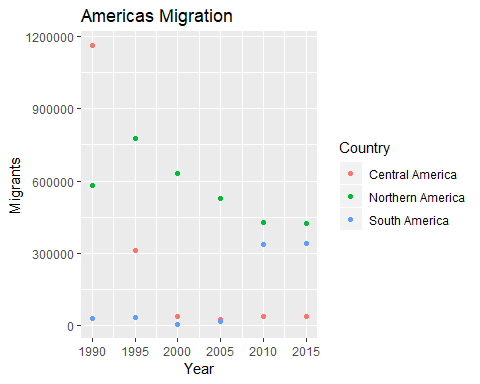 Americas Migration
1200000
900000
600000
300000
0
Migrants
1990 1995 2000 2005 2010 2015
Year
Country
Central America
Northern America
South America